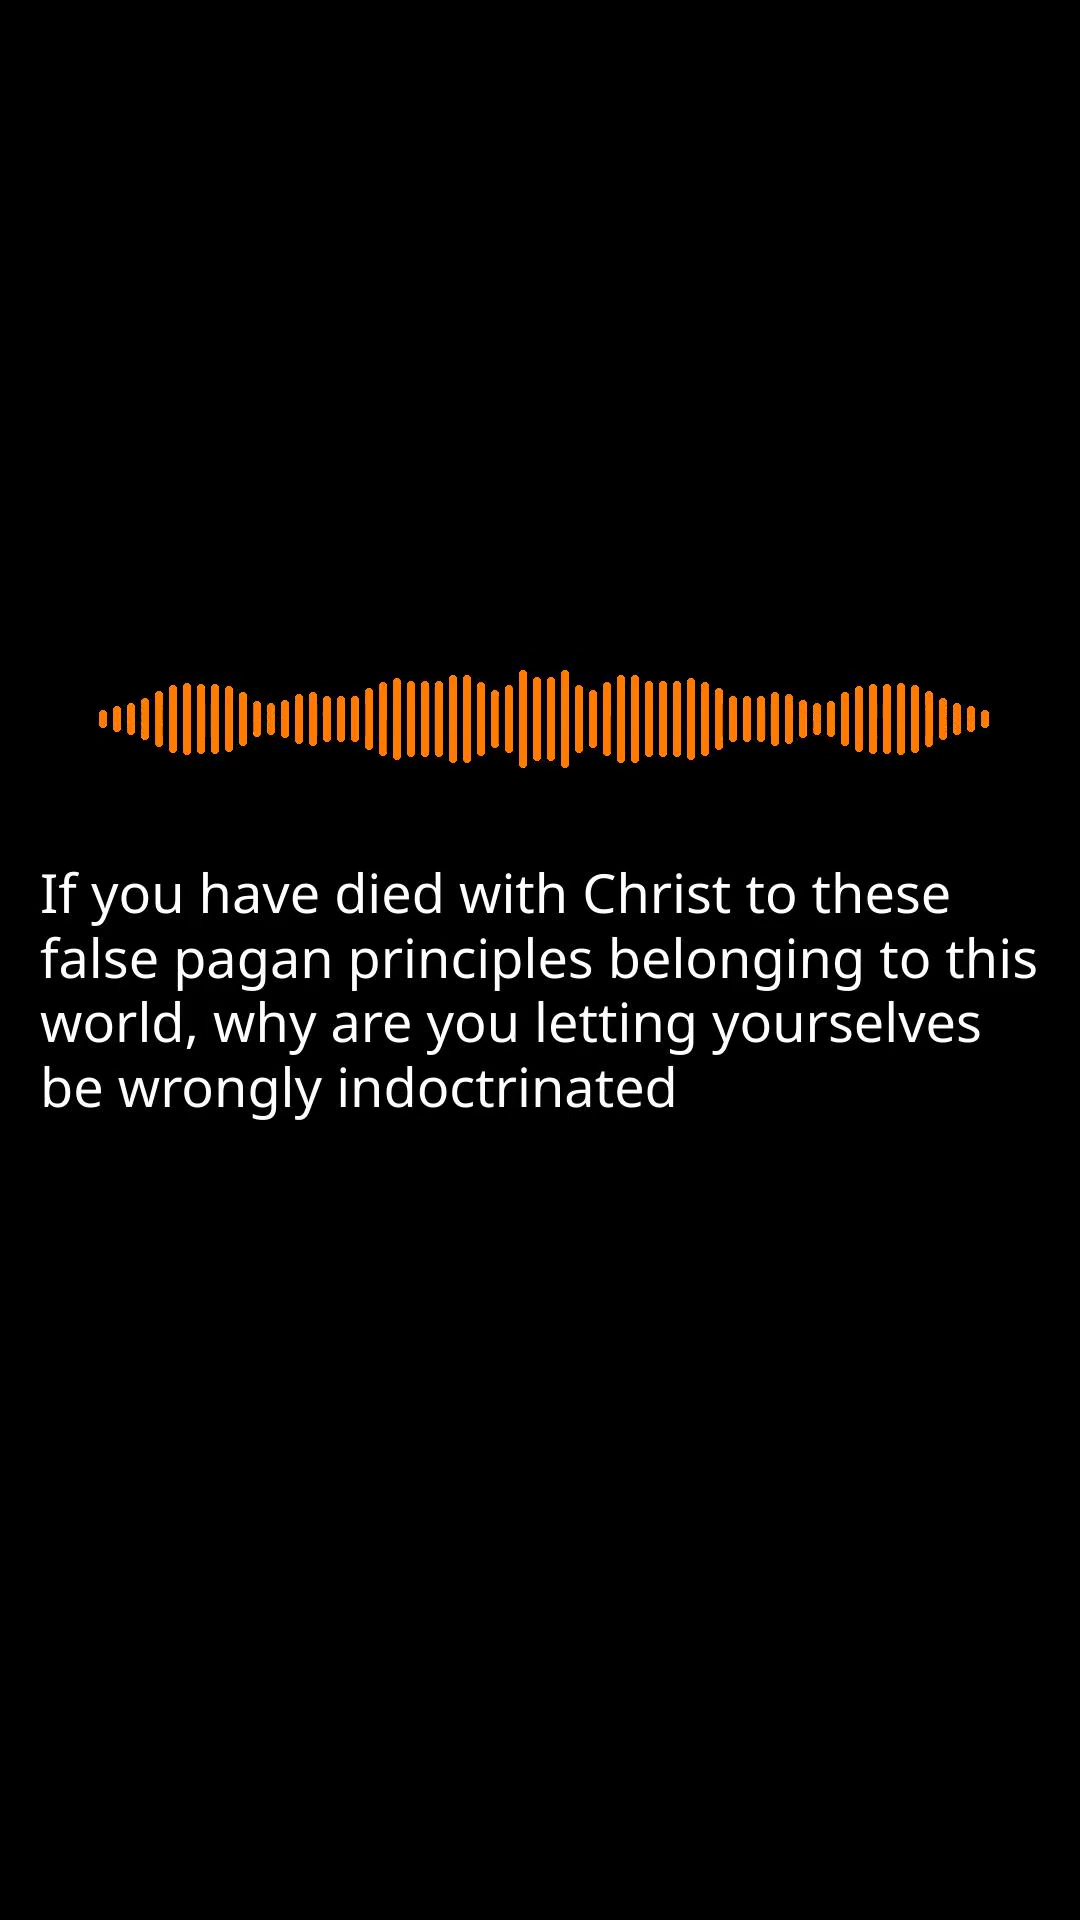 If you have died with Christ to these
false pagan principles belonging to this
world, why are you letting yourselves
be wrongly indoctrinated